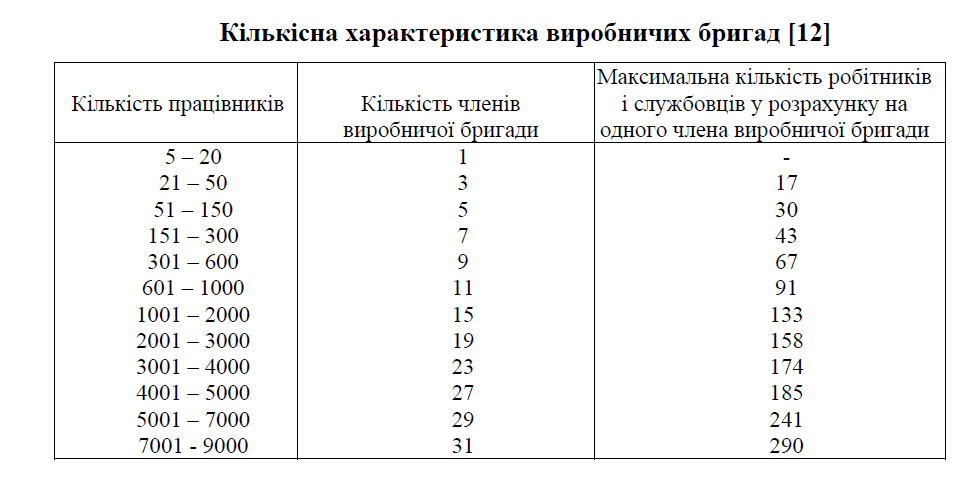 Кількісна характеристика виробничих бригад [12]
Кількість працівників
Кількість членів
виробничої бригади
Максимальна кількість робітників
і службовців у розрахунку на
одного члена виробничої бригади
5 – 20 1 -
21 – 50 3 17
51 – 150 5 30
151 – 300 7 43
301 – 600 9 67
601 – 1000 11 91
1001 – 2000 15 133
2001 – 3000 19 158
3001 – 4000 23 174
4001 – 5000 27 185
5001 – 7000 29 241
7001 - 9000 31 290